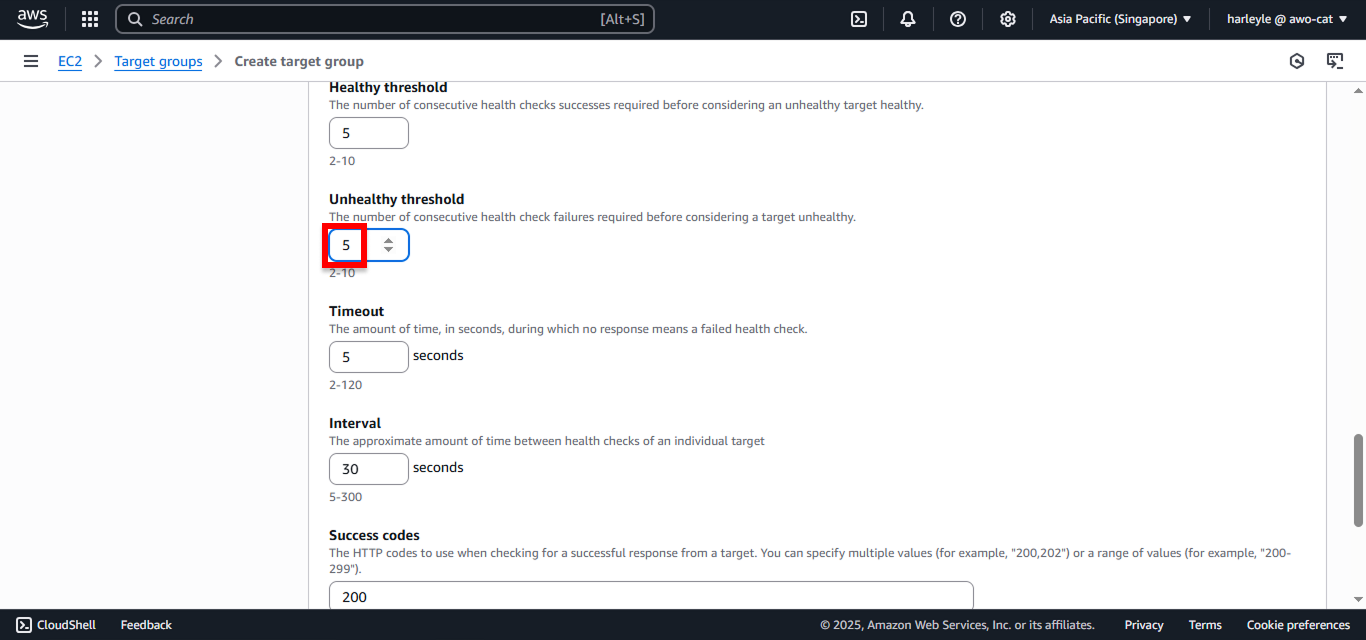 aws
Search
[Alt+S]
Asia Pacific (Singapore)
harleyle @ awo-cat
EC2
Target groups
Create target group
Healthy threshold
The number of consecutive health checks successes required before considering an unhealthy target healthy.
5
2-10
Unhealthy threshold
The number of consecutive health check failures required before considering a target unhealthy.
5
2-10
Timeout
The amount of time, in seconds, during which no response means a failed health check.
5 seconds
2-120
Interval
The approximate amount of time between health checks of an individual target
30 seconds
5-300
Success codes
The HTTP codes to use when checking for a successful response from a target. You can specify multiple values (for example, "200,202") or a range of values (for example, "200-
299").
200
CloudShell
Feedback
© 2025, Amazon Web Services, Inc. or its affiliates.
Privacy
Terms
Cookie preferences